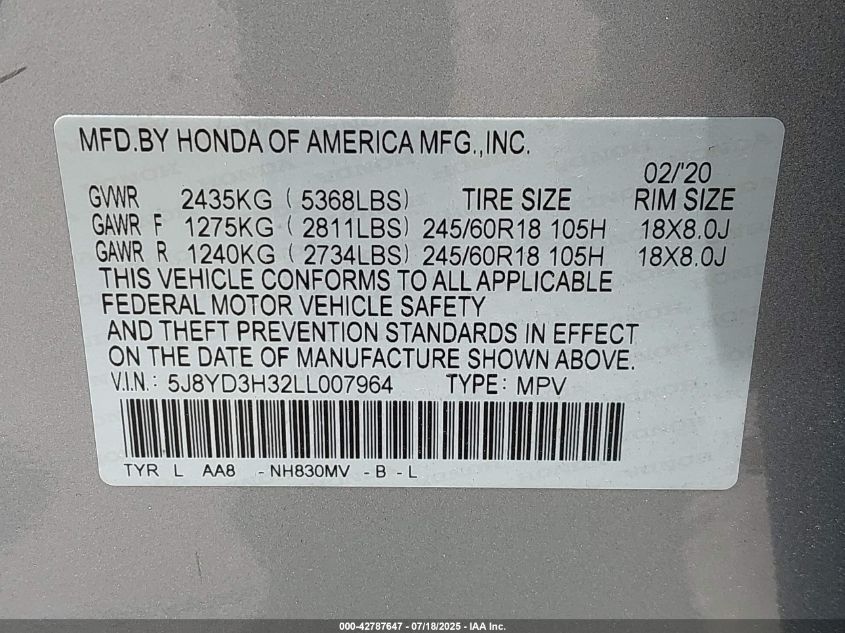 MFD.BY HONDA OF AMERICA MFG.,INC.
02/'20
GVWR 2435KG ( 5368LBS) TIRE SIZE RIM SIZE
GAWR F 1275KG ( 2811LBS) 245/60R18 105H 18X8.0J
GAWR R 1240KG ( 2734LBS) 245/60R18 105H 18X8.0J
THIS VEHICLE CONFORMS TO ALL APPLICABLE
FEDERAL MOTOR VEHICLE SAFETY
AND THEFT PREVENTION STANDARDS IN EFFECT
ON THE DATE OF MANUFACTURE SHOWN ABOVE.
V.I.N.: 5J8YD3H32LL007964 TYPE: MPV
TYR L AA8 -NH830MV -B -L
000-42787647 - 07/18/2025 - IAA Inc.